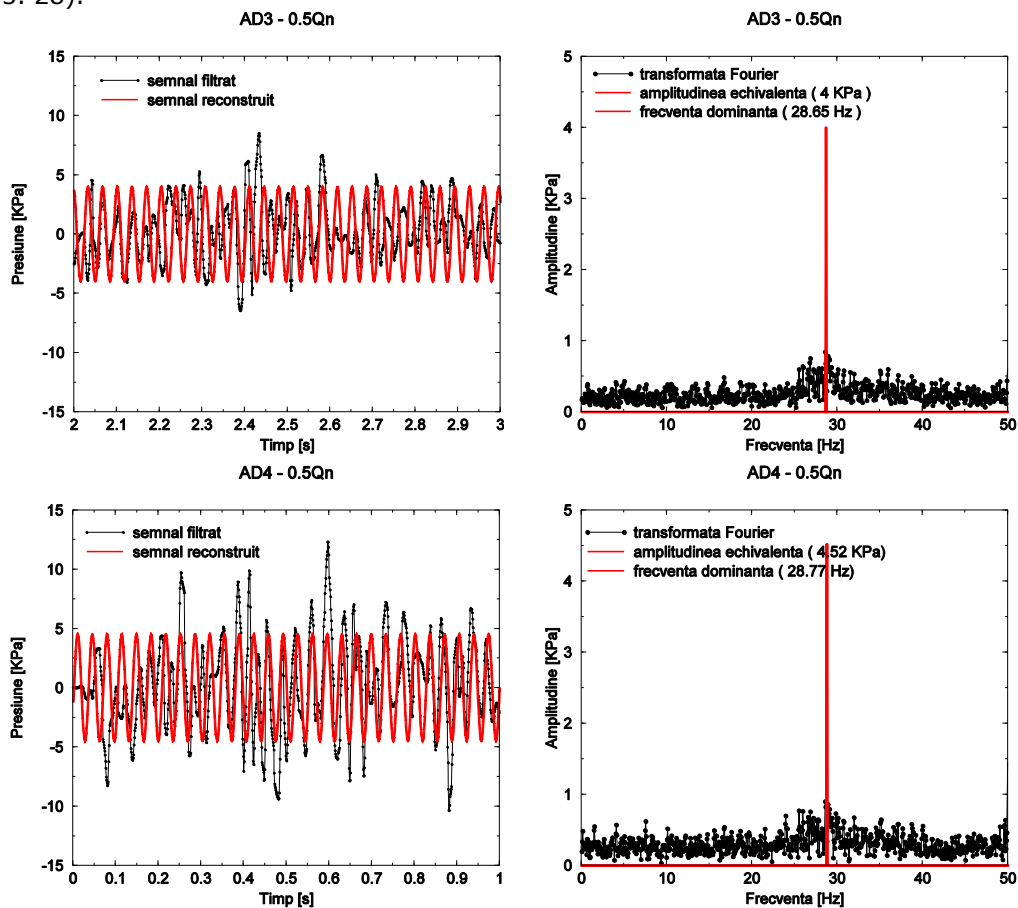 AD3 - 0.5Qn
semnal filtrat
semnal reconstruit
15
10
5
0
-5
-10
-15
Presiune [KPa]
2 2.1 2.2 2.3 2.4 2.5 2.6 2.7 2.8 2.9 3
Timp [s]
AD3 - 0.5Qn
transformata Fourier
amplitudinea echivalenta ( 4 KPa )
frecventa dominanta ( 28.65 Hz )
5
4
3
2
1
0
Amplitudine [KPa]
0 10 20 30 40 50
Frecventa [Hz]
AD4 - 0.5Qn
semnal filtrat
semnal reconstruit
15
10
5
0
-5
-10
-15
Presiune [KPa]
0 0.1 0.2 0.3 0.4 0.5 0.6 0.7 0.8 0.9 1
Timp [s]
AD4 - 0.5Qn
transformata Fourier
amplitudinea echivalenta ( 4.52 KPa)
frecventa dominanta ( 28.77 Hz)
5
4
3
2
1
0
Amplitudine [KPa]
0 10 20 30 40 50
Frecventa [Hz]